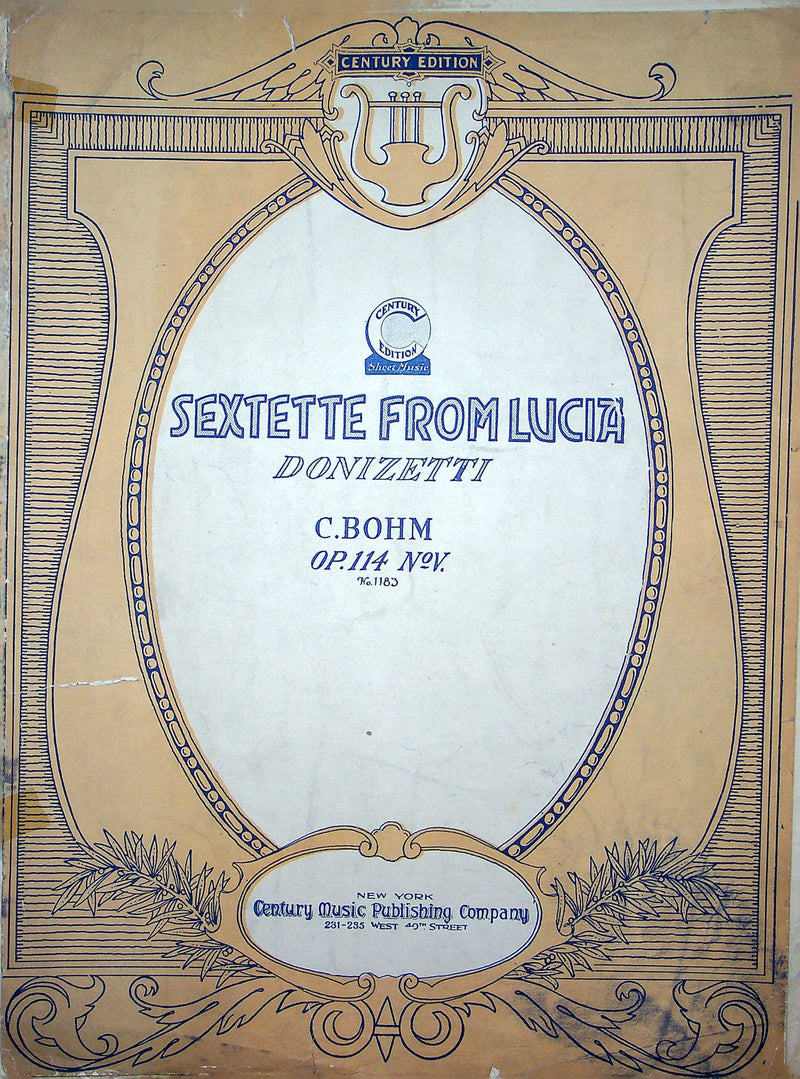 CENTURY EDITION
CENTURY
EDITION
Sheet Music
SEXTETTE FROM LUCIA
DONIZETTI
C. BOHM
OP. 114 Nº V.
No. 1183
NEW YORK
Century Music Publishing Company
231-235 WEST 40TH STREET